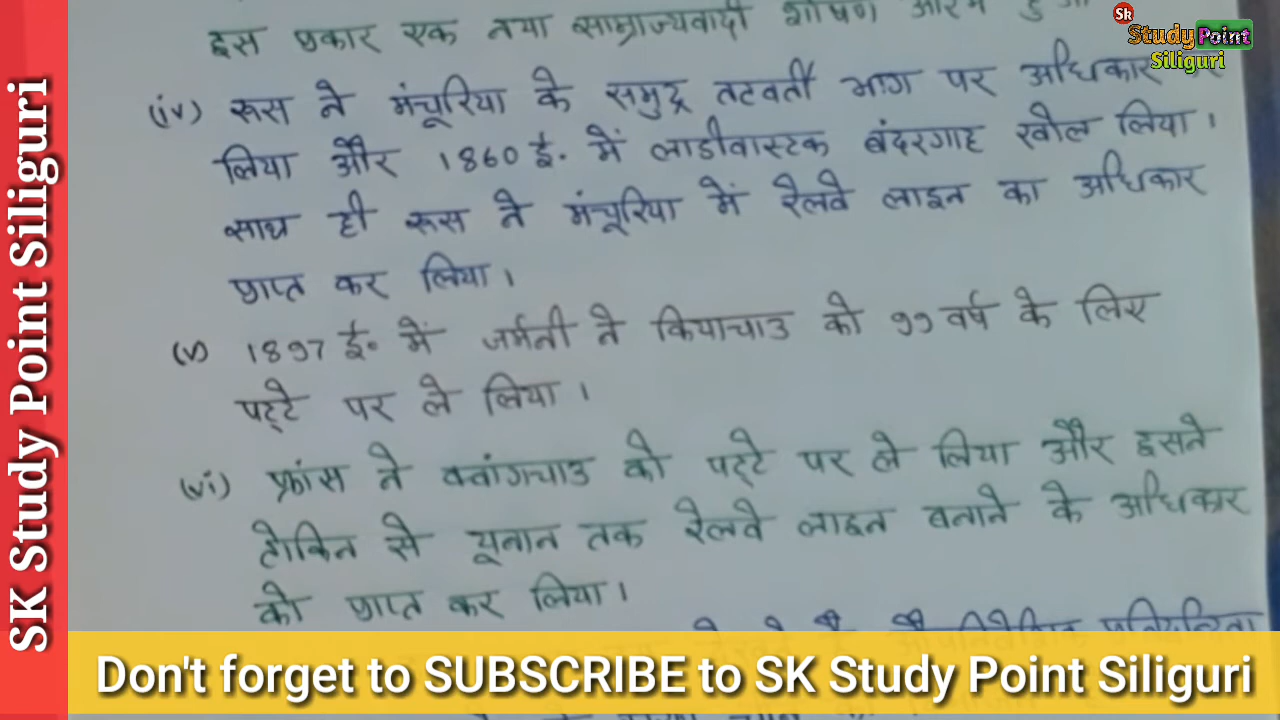 इस प्रकार एक नया साम्राज्यवादी शोषण
Sk
Study Point
Siliguri
(iv) रूस ने मंचूरिया के समुद्र तटवर्ती भाग पर अधिकार
लिया और 1860 ई. में लाडीवास्टक बंदरगाह खोल लिया।
साथ ही रूस ने मंचूरिया में रेलवे लाइन का अधिकार
प्राप्त कर लिया।
(v) 1897 ई. में जर्मनी ने कियाचाउ को 99 वर्ष के लिए
पट्टे पर ले लिया।
(vi) फ्रांस ने क्वांगचाउ को पट्टे पर ले लिया और इसने
टोकिन से यूनान तक रेलवे लाइन बनाने के अधिकार
को प्राप्त कर लिया।
SK Study Point Siliguri
Don't forget to SUBSCRIBE to SK Study Point Siliguri